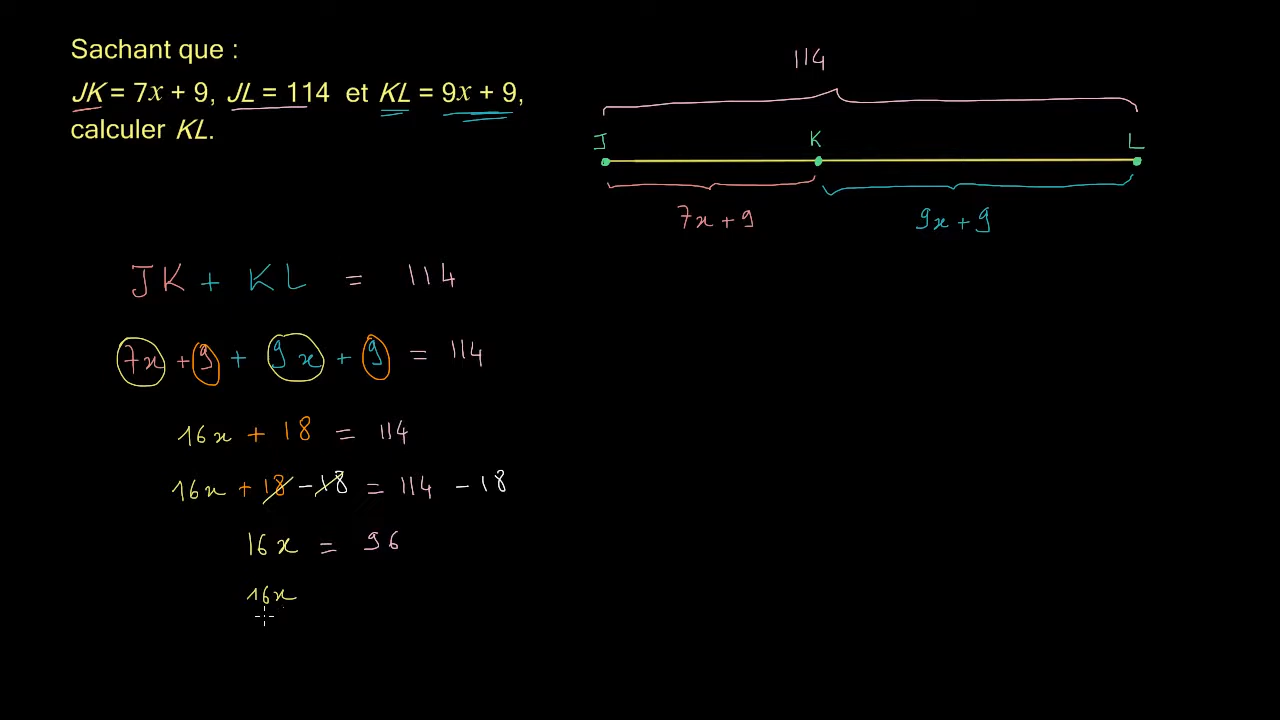 Sachant que :
JK = 7x + 9, JL = 114 et KL = 9x + 9,
calculer KL.
114
J K L
7x + 9 9x + 9
JK + KL = 114
7x + 9 + 9x + 9 = 114
16x + 18 = 114
16x + 18 - 18 = 114 - 18
16x = 96
16x